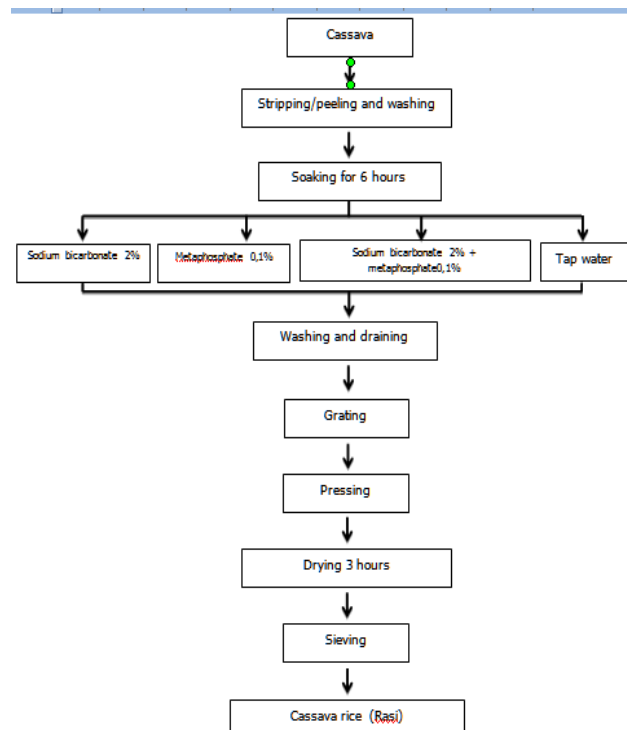 Cassava
Stripping/peeling and washing
Soaking for 6 hours
Sodium bicarbonate 2%
Metaphosphate 0,1%
Sodium bicarbonate 2% +
metaphosphate0,1%
Tap water
Washing and draining
Grating
Pressing
Drying 3 hours
Sieving
Cassava rice (Rasi)